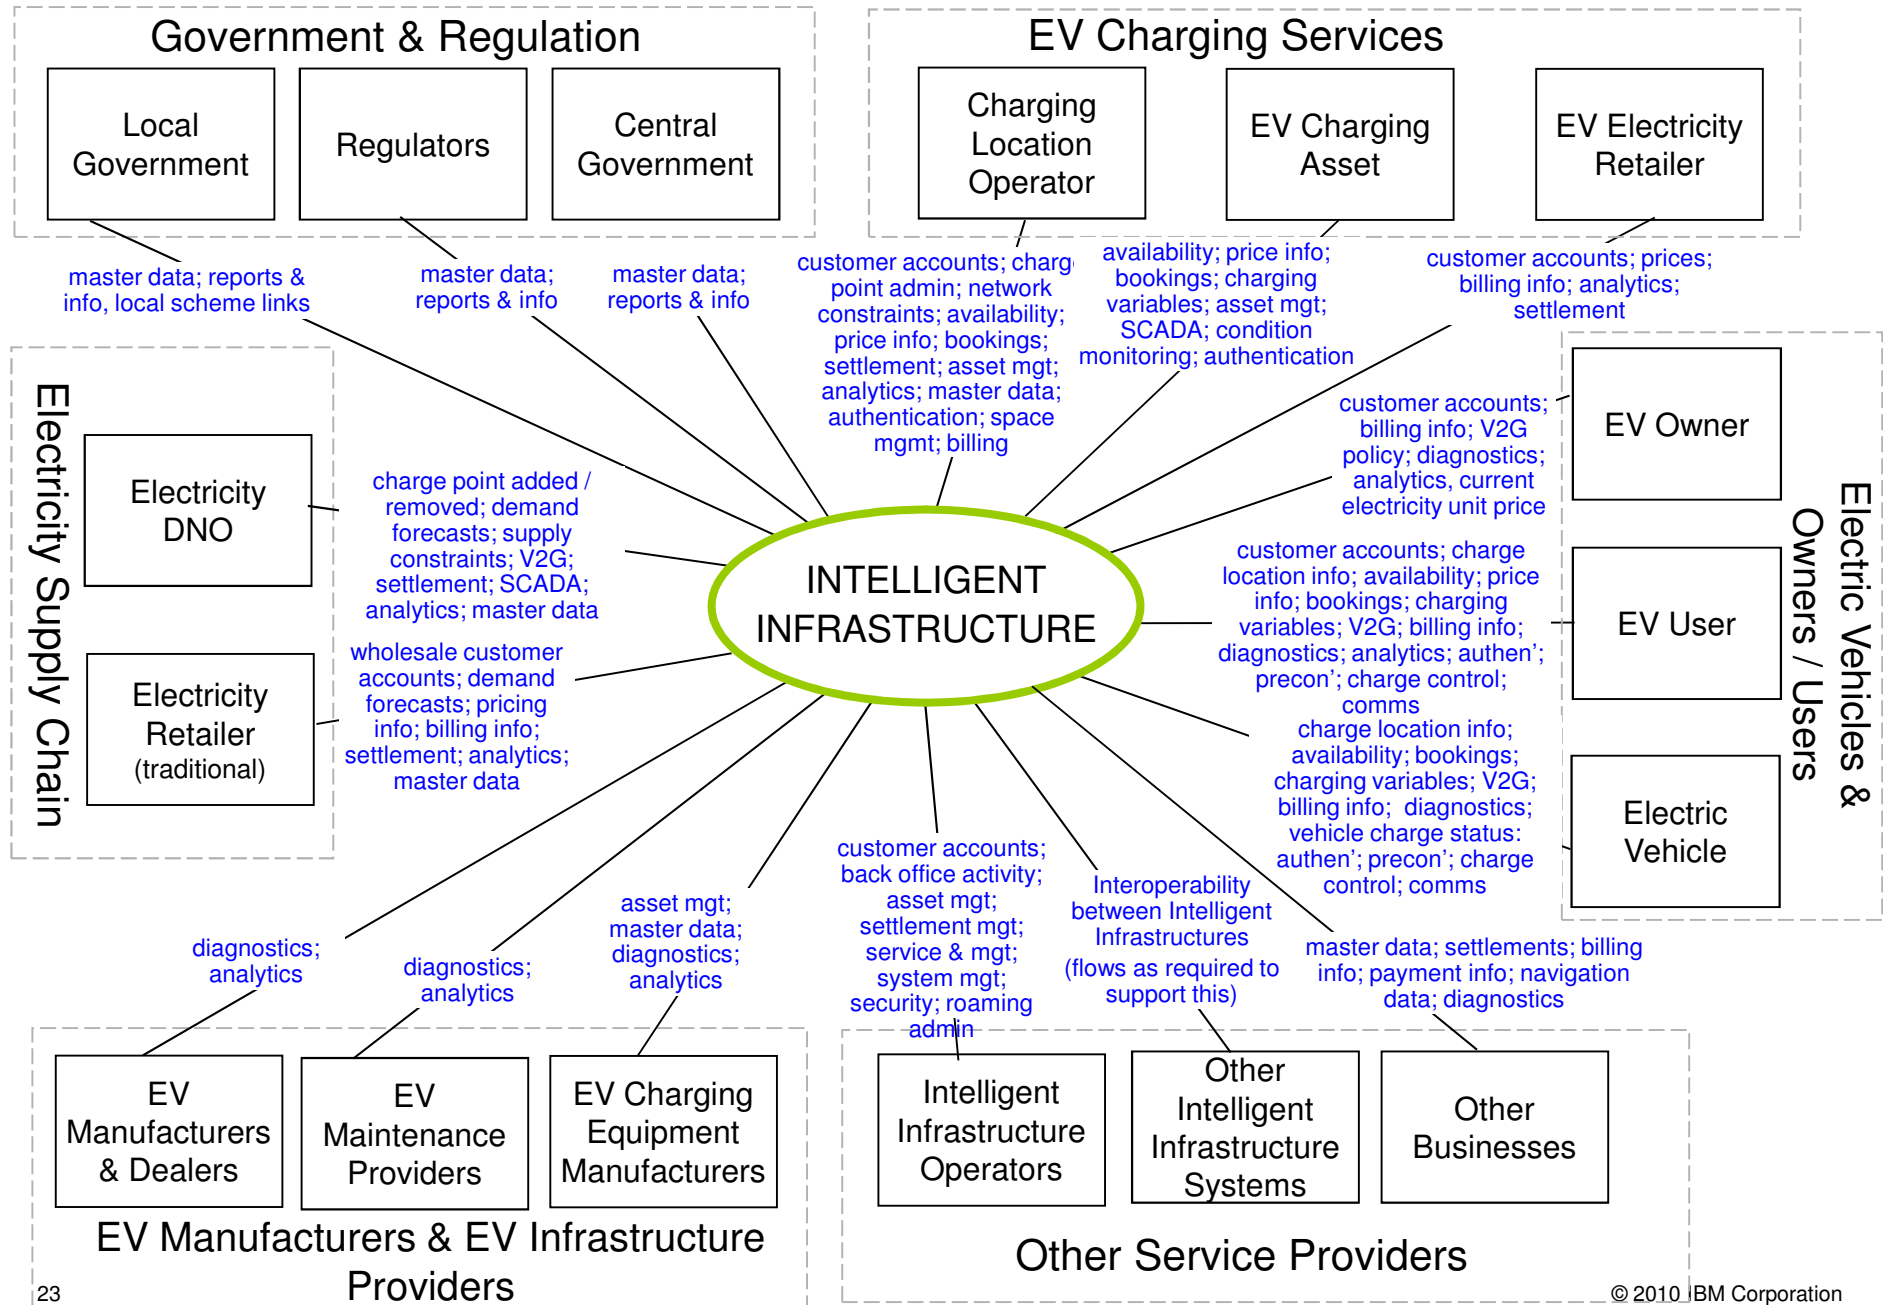 Government & Regulation
Local
Government
Regulators
Central
Government
EV Charging Services
Charging
Location
Operator
EV Charging
Asset
EV Electricity
Retailer
master data; reports &
info, local scheme links
master data;
reports & info
master data;
reports & info
customer accounts; charg
point admin; network
constraints; availability;
price info; bookings;
settlement; asset mgt;
analytics; master data;
authentication; space
mgmt; billing
availability; price info;
bookings; charging
variables; asset mgt;
SCADA; condition
monitoring; authentication
customer accounts; prices;
billing info; analytics;
settlement
Electricity Supply Chain
Electricity
DNO
Electricity
Retailer
(traditional)
charge point added /
removed; demand
forecasts; supply
constraints; V2G;
settlement; SCADA;
analytics; master data
wholesale customer
accounts; demand
forecasts; pricing
info; billing info;
settlement; analytics;
master data
INTELLIGENT
INFRASTRUCTURE
customer accounts;
billing info; V2G
policy; diagnostics;
analytics, current
electricity unit price
customer accounts; charge
location info; availability; price
info; bookings; charging
variables; V2G; billing info;
diagnostics; analytics; authen’;
precon’; charge control;
comms
charge location info;
availability; bookings;
charging variables; V2G;
billing info; diagnostics;
vehicle charge status:
authen’; precon’; charge
control; comms
EV Owner
EV User
Electric
Vehicle
Electric Vehicles &
Owners / Users
diagnostics;
analytics
diagnostics;
analytics
asset mgt;
master data;
diagnostics;
analytics
customer accounts;
back office activity;
asset mgt;
settlement mgt;
service & mgt;
system mgt;
security; roaming
admin
Interoperability
between Intelligent
Infrastructures
(flows as required to
support this)
master data; settlements; billing
info; payment info; navigation
data; diagnostics
EV
Manufacturers
& Dealers
EV
Maintenance
Providers
EV Charging
Equipment
Manufacturers
EV Manufacturers & EV Infrastructure
Providers
Intelligent
Infrastructure
Operators
Other
Intelligent
Infrastructure
Systems
Other
Businesses
Other Service Providers
23
© 2010 IBM Corporation